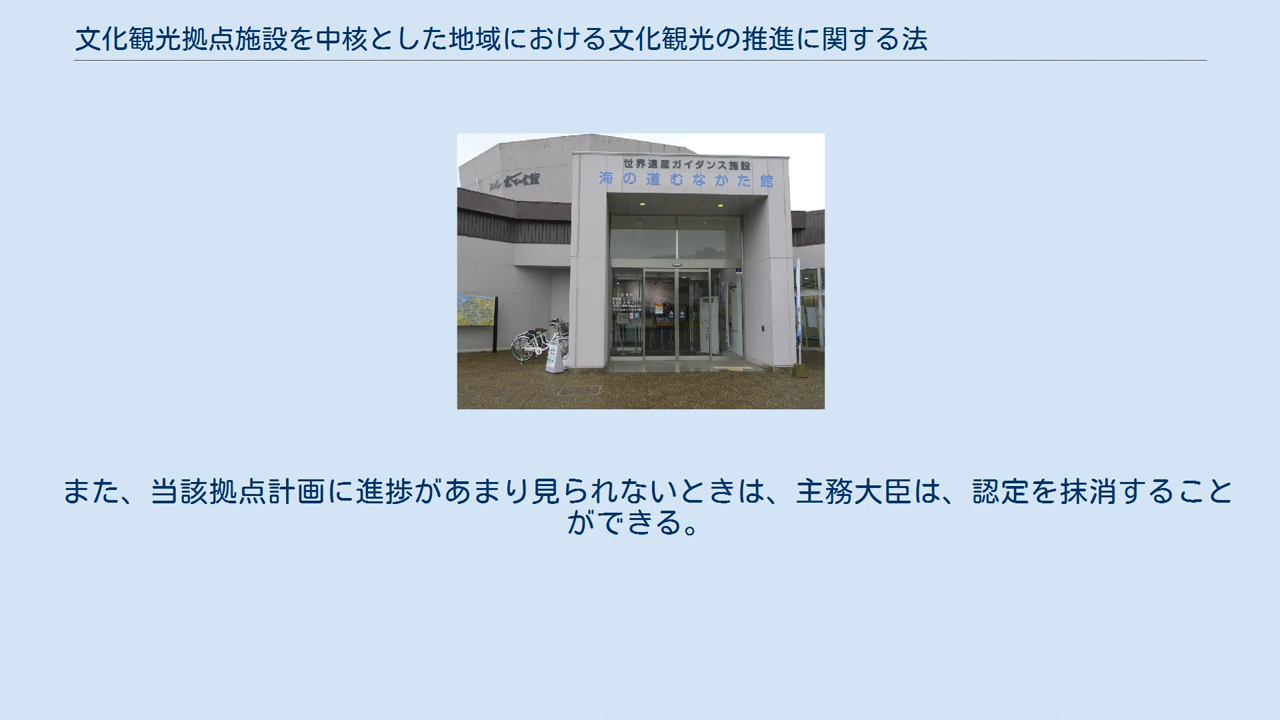 文化観光拠点施設を中核とした地域における文化観光の推進に関する法
世界遺産ガイダンス施設
海の道むなかた館
また、当該拠点計画に進捗があまり見られないときは、主務大臣は、認定を抹消すること
ができる。